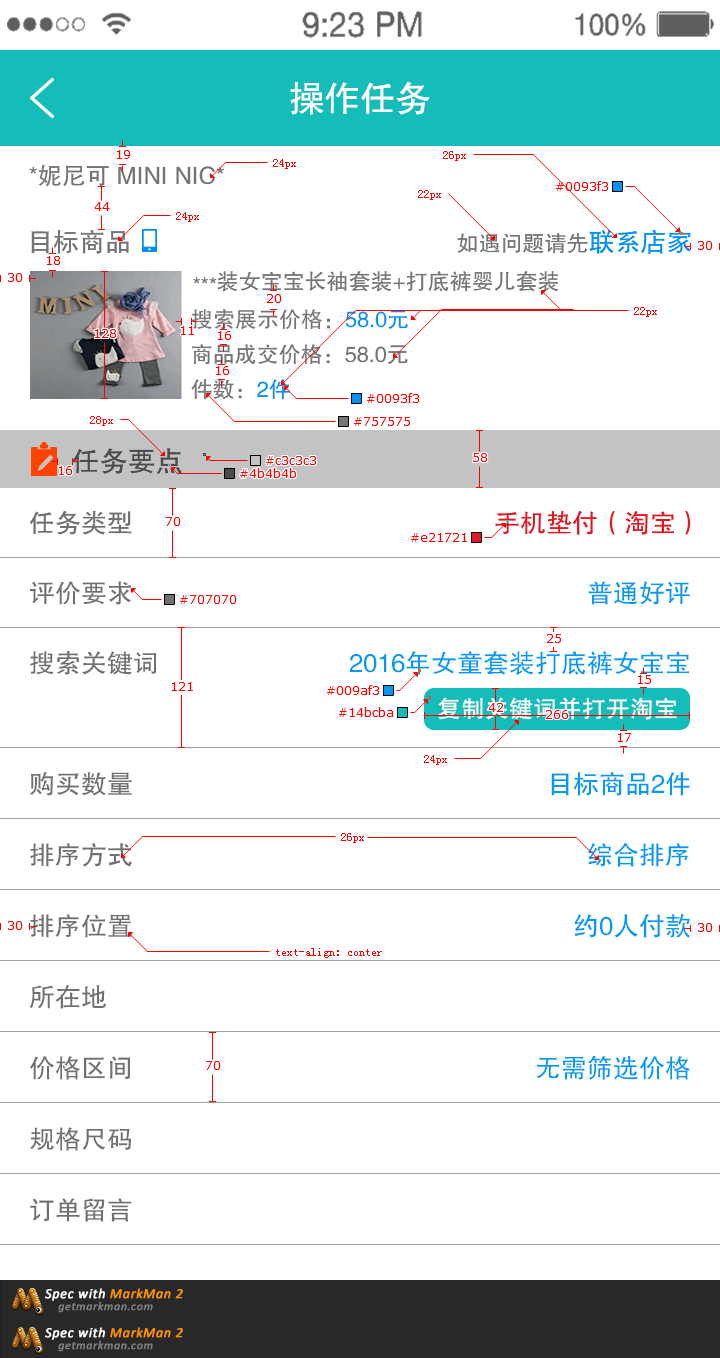 9:23 PM 100%
操作任务
19
*妮尼可 MINI NIC*
24px
26px
#0093f3
22px
44
24px
目标商品
如遇问题请先联系店家
30
18
30
***装女宝宝长袖套装+打底裤婴儿套装
MINI
20
搜索展示价格：58.0元
22px
128
11
16
商品成交价格：58.0元
16
件数：2件
#0093f3
28px
#757575
任务要点
16
#c3c3c3
#4b4b4b
58
任务类型
70
手机垫付（淘宝）
#e21721
评价要求
#707070
普通好评
25
搜索关键词
2016年女童套装打底裤女宝宝
121
15
#009af3
#14bcba
复制关键词并打开淘宝
42
266
17
24px
购买数量
目标商品2件
排序方式
26px
综合排序
30
排序位置
约0人付款
30
text-align: conter
所在地
价格区间
70
无需筛选价格
规格尺码
订单留言
Spec with MarkMan 2
getmarkman.com
Spec with MarkMan 2
getmarkman.com